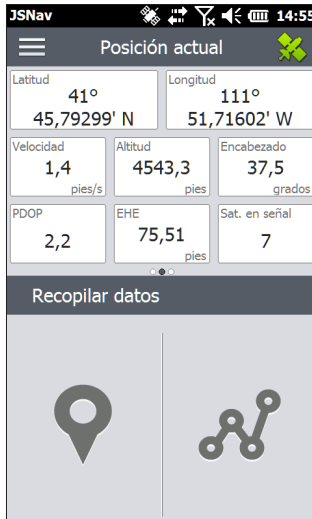 JSNav 14:55
Posición actual
Latitud Longitud
41° 111°
45,79299' N 51,71602' W
Velocidad Altitud Encabezado
1,4 4543,3 37,5
pies/s pies grados
PDOP EHE Sat. en señal
2,2 75,51 7
pies
Recopilar datos